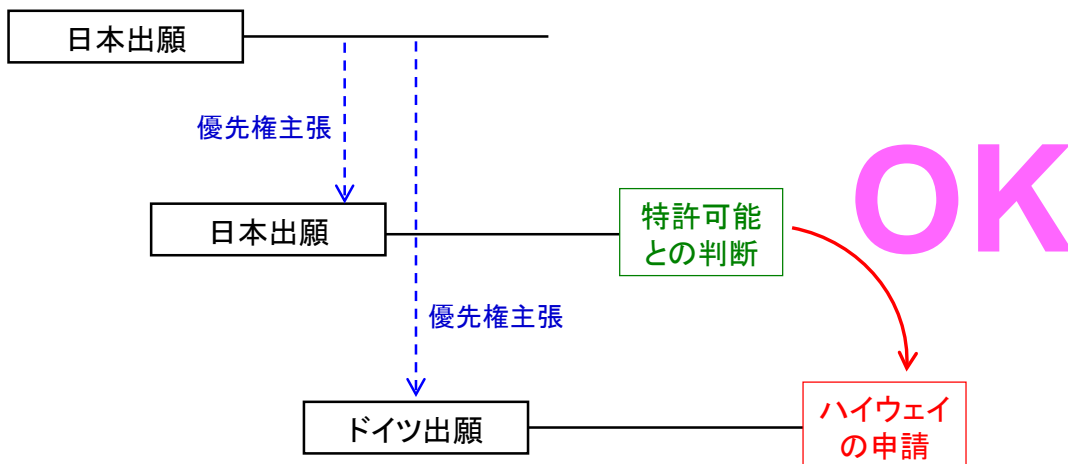 日本出願
優先権主張
OK
日本出願
特許可能
との判断
優先権主張
ドイツ出願
ハイウェイ
の申請